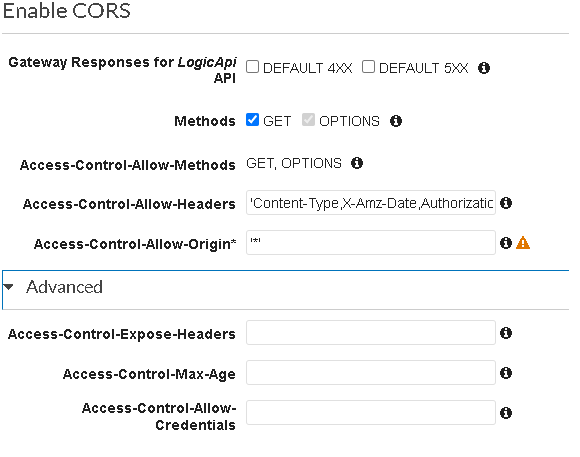 Enable CORS
Gateway Responses for LogicApi API
DEFAULT 4XX DEFAULT 5XX
Methods GET OPTIONS
Access-Control-Allow-Methods GET, OPTIONS
Access-Control-Allow-Headers 'Content-Type,X-Amz-Date,Authorizatic
Access-Control-Allow-Origin* '*'
Advanced
Access-Control-Expose-Headers
Access-Control-Max-Age
Access-Control-Allow-
Credentials